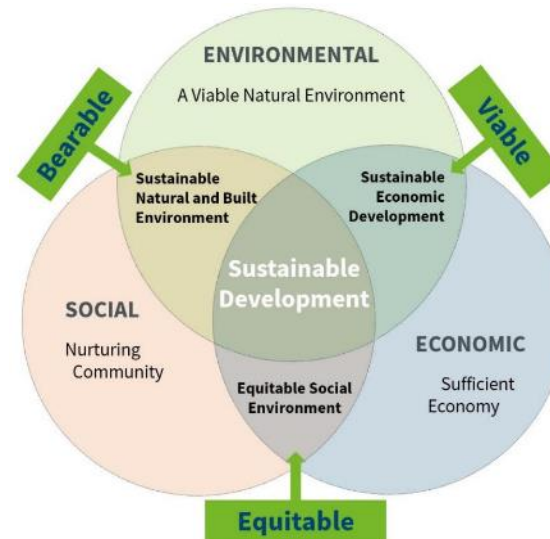 ENVIRONMENTAL
A Viable Natural Environment
Bearable
Viable
Sustainable
Natural and Built
Environment
Sustainable
Economic
Development
Sustainable
Development
SOCIAL
Nurturing
Community
ECONOMIC
Sufficient
Economy
Equitable Social
Environment
Equitable